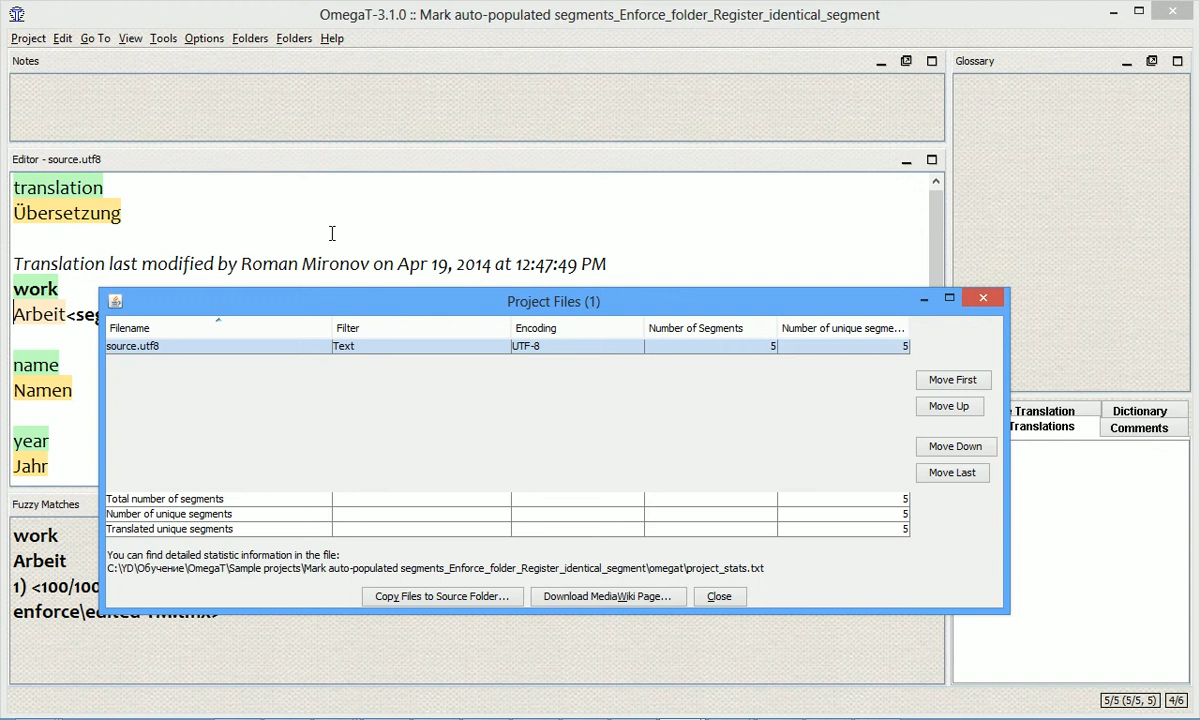 OmegaT-3.1.0 :: Mark auto-populated segments_Enforce_folder_Register_identical_segment
Project Edit Go To View Tools Options Folders Folders Help
Notes
Glossary
Editor - source.utf8
translation
Übersetzung
Translation last modified by Roman Mironov on Apr 19, 2014 at 12:47:49 PM
work
Arbeit<seg
name
Namen
year
Jahr
Project Files (1)
Filename Filter Encoding Number of Segments Number of unique segme...
source.utf8 Text UTF-8 5 5
Move First
Move Up
Move Down
Move Last
Total number of segments 5
Number of unique segments 5
Translated unique segments 5
You can find detailed statistic information in the file:
C:\YD\Обучение\OmegaT\Sample projects\Mark auto-populated segments_Enforce_folder_Register_identical_segment\omegat\project_stats.txt
Copy Files to Source Folder... Download MediaWiki Page... Close
Translation Dictionary
Translations Comments
Fuzzy Matches
work
Arbeit
1) <100/100
enforce\edited
5/5 (5/5, 5) 4/6